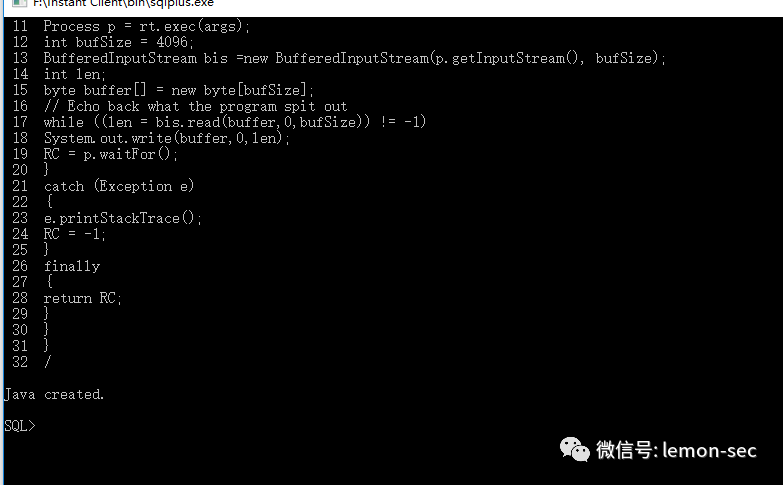 F:\Instant Client\bin\sqlplus.exe
11 Process p = rt.exec(args);
12 int bufSize = 4096;
13 BufferedInputStream bis =new BufferedInputStream(p.getInputStream(), bufSize);
14 int len;
15 byte buffer[] = new byte[bufSize];
16 // Echo back what the program spit out
17 while ((len = bis.read(buffer,0,bufSize)) != -1)
18 System.out.write(buffer,0,len);
19 RC = p.waitFor();
20 }
21 catch (Exception e)
22 {
23 e.printStackTrace();
24 RC = -1;
25 }
26 finally
27 {
28 return RC;
29 }
30 }
31 }
32 /
Java created.
SQL>
微信号: lemon-sec